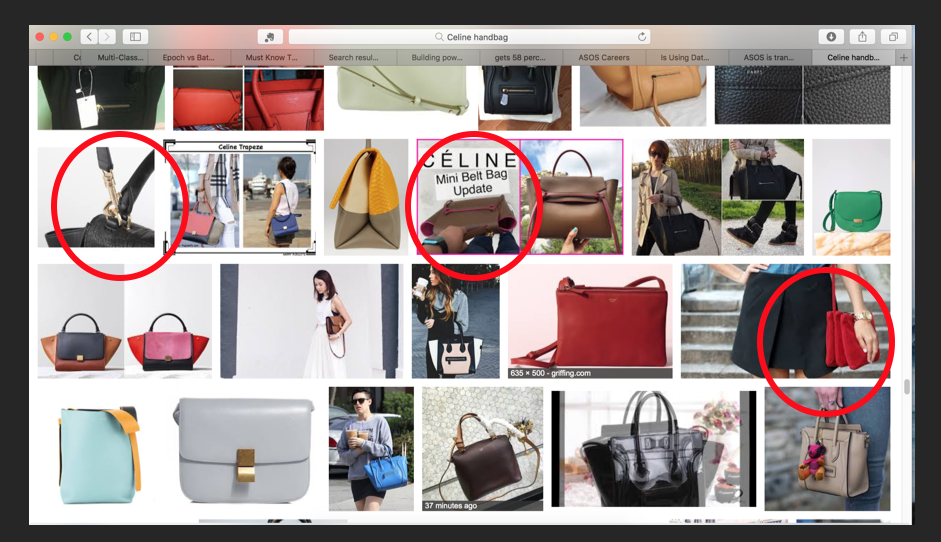 Celine handbag
Multi-Class...
Epoch vs Bat...
Must Know T...
Search resul...
Building pow...
gets 58 perc...
ASOS Careers
Is Using Dat...
ASOS is tran...
Celine handb...
PARIS
Celine Trapeze
CÉLINE
Mini Belt Bag
Update
635 × 500 - griffing.com
37 minutes ago